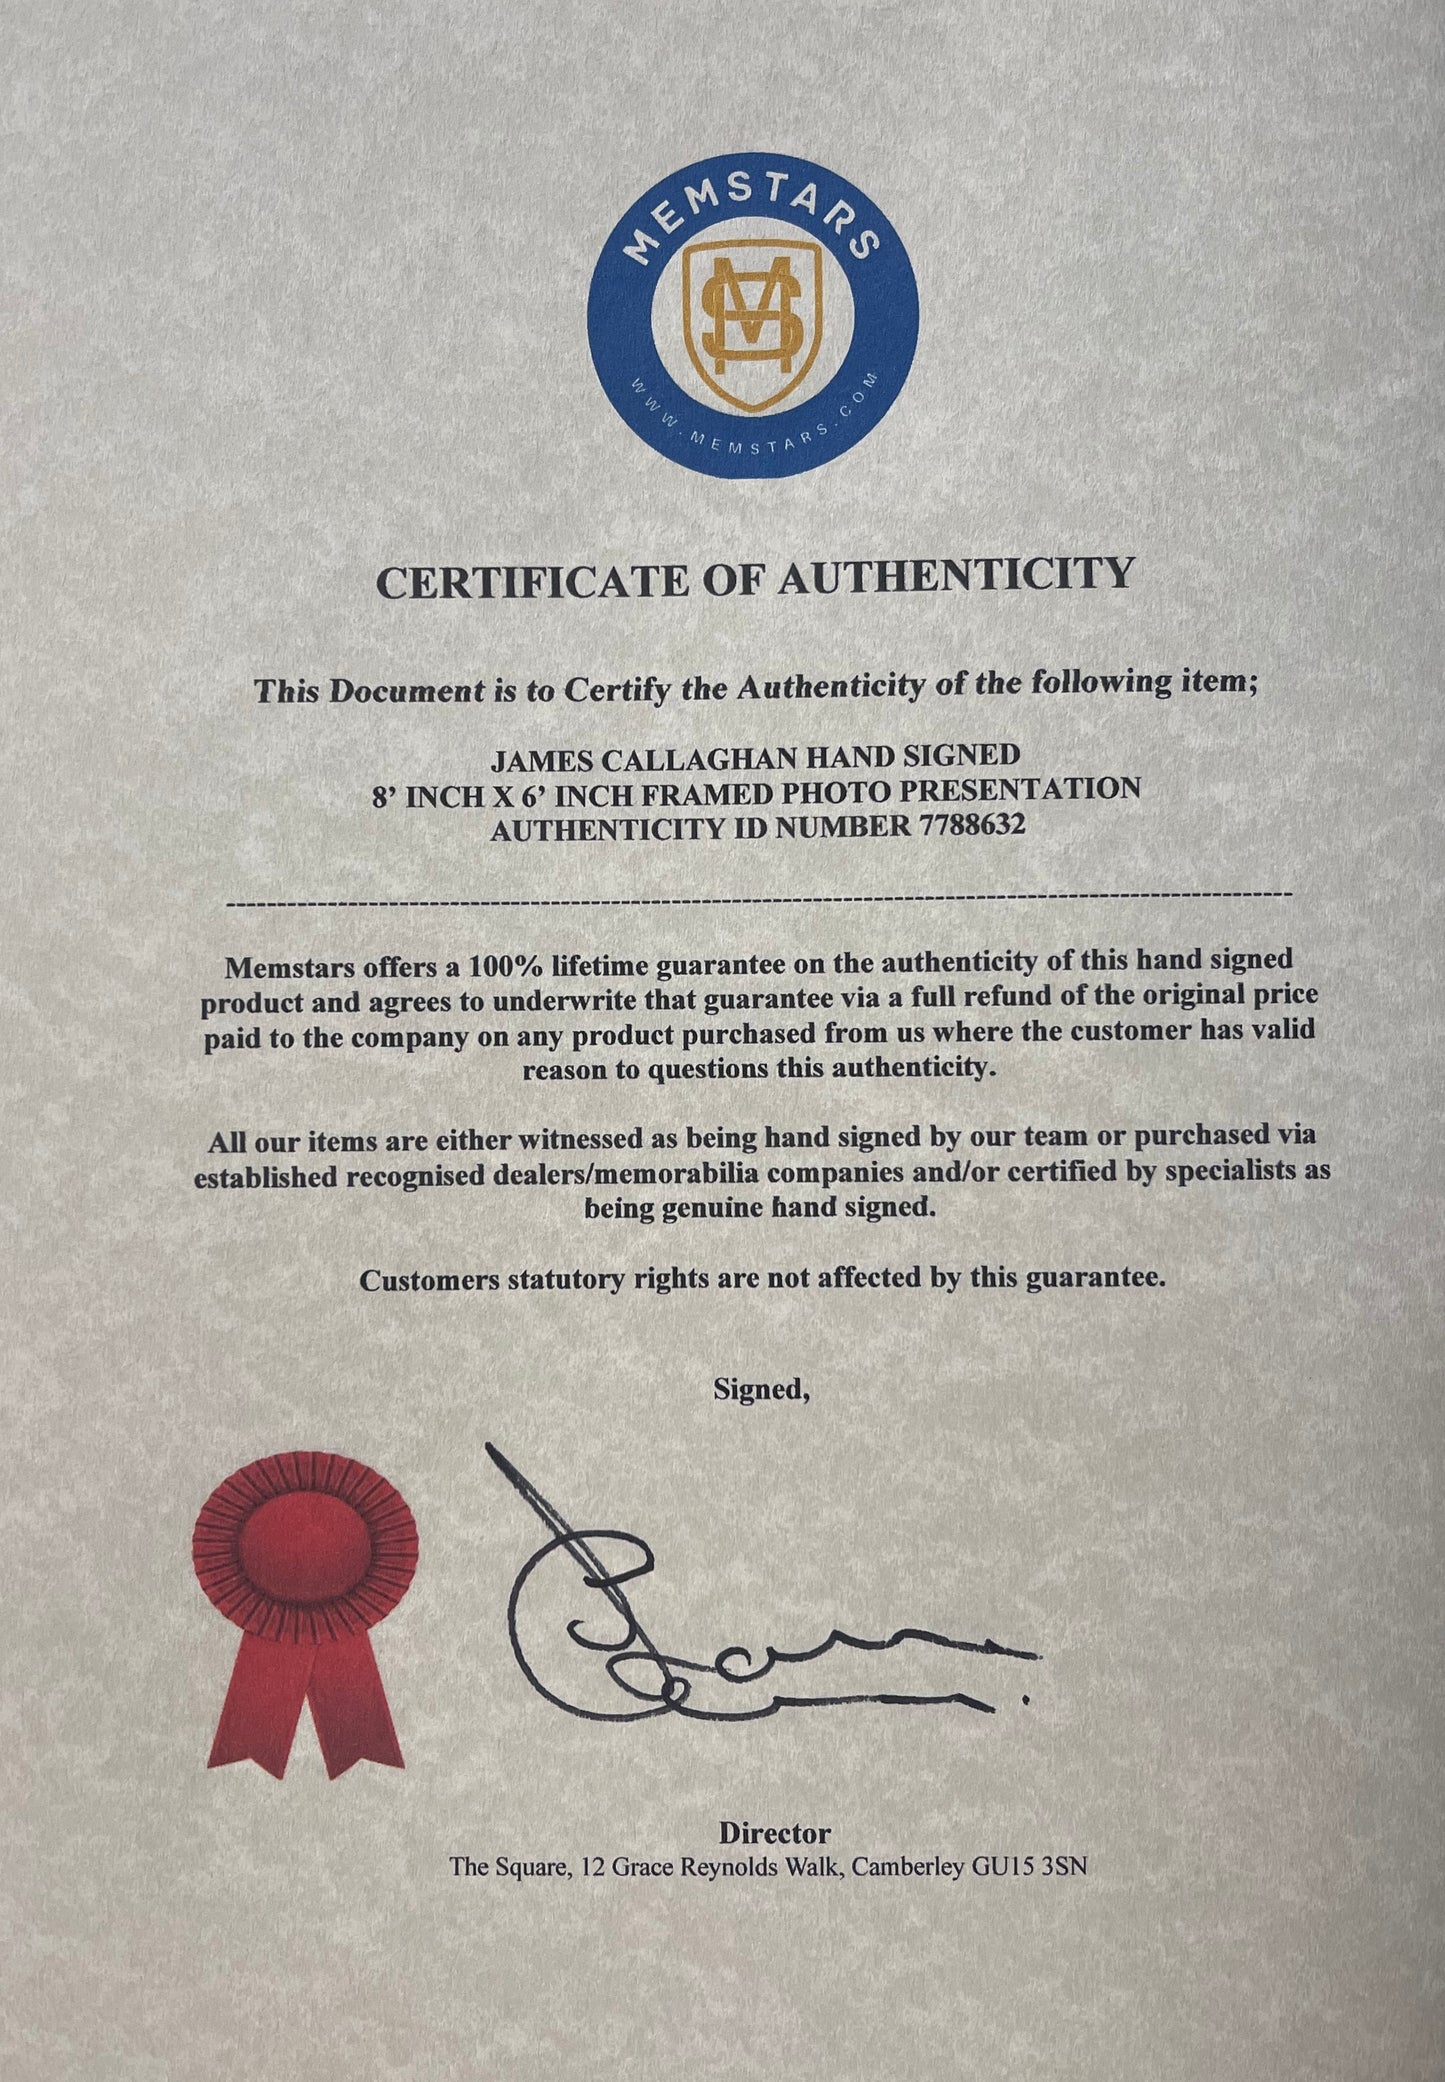 MEMSTARS
WWW.MEMSTARS.COM
CERTIFICATE OF AUTHENTICITY
This Document is to Certify the Authenticity of the following item;
JAMES CALLAGHAN HAND SIGNED
8’ INCH X 6’ INCH FRAMED PHOTO PRESENTATION
AUTHENTICITY ID NUMBER 7788632
Memstars offers a 100% lifetime guarantee on the authenticity of this hand signed
product and agrees to underwrite that guarantee via a full refund of the original price
paid to the company on any product purchased from us where the customer has valid
reason to questions this authenticity.
All our items are either witnessed as being hand signed by our team or purchased via
established recognised dealers/memorabilia companies and/or certified by specialists as
being genuine hand signed.
Customers statutory rights are not affected by this guarantee.
Signed,
Director
The Square, 12 Grace Reynolds Walk, Camberley GU15 3SN